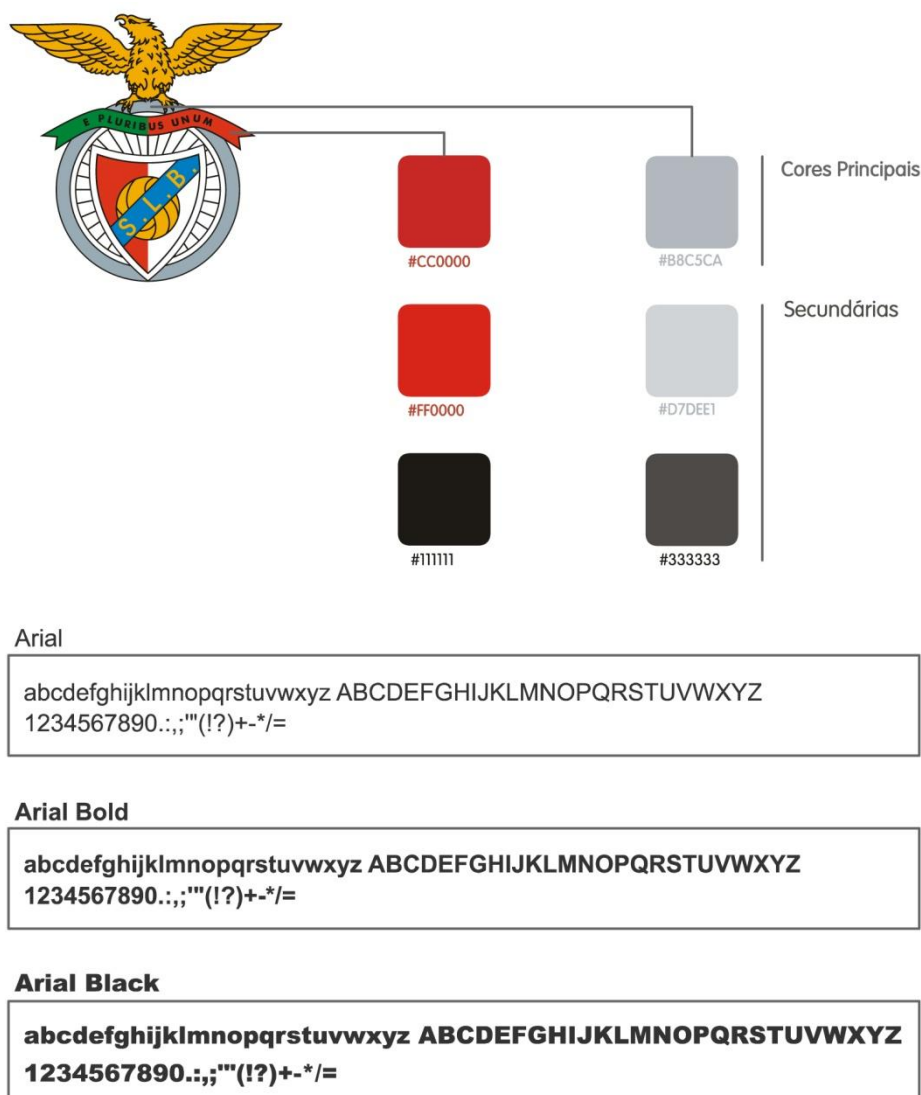 E PLURIBUS UNUM
S.L.B.
Cores Principais
#CC0000
#B8C5CA
Secundárias
#FF0000
#D7DEE1
#111111
#333333
Arial
abcdefghijklmnopqrstuvwxyz ABCDEFGHIJKLMNOPQRSTUVWXYZ
1234567890.:,;'"(!?)+-*/=
Arial Bold
abcdefghijklmnopqrstuvwxyz ABCDEFGHIJKLMNOPQRSTUVWXYZ
1234567890.:,;'"(!?)+-*/=
Arial Black
abcdefghijklmnopqrstuvwxyz ABCDEFGHIJKLMNOPQRSTUVWXYZ
1234567890.:,;'"(!?)+-*/=